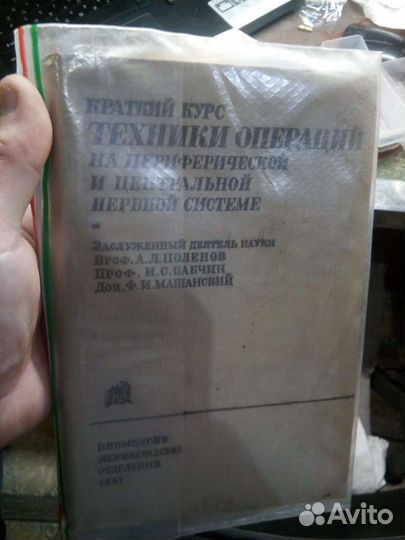 КРАТКИЙ КУРС
ТЕХНИКИ ОПЕРАЦИЙ
НА ПЕРИФЕРИЧЕСКОЙ
И ЦЕНТРАЛЬНОЙ
НЕРВНОЙ СИСТЕМЕ
ЗАСЛУЖЕННЫЙ ДЕЯТЕЛЬ НАУКИ
ПРОФ. А.Л. ПОЛЕНОВ
ПРОФ. И.С. БАБЧИН
ДОЦ. Ф.И. МАШАНСКИЙ
БИОМЕДГИЗ
ЛЕНИНГРАДСКОЕ
ОТДЕЛЕНИЕ
1937
Avito